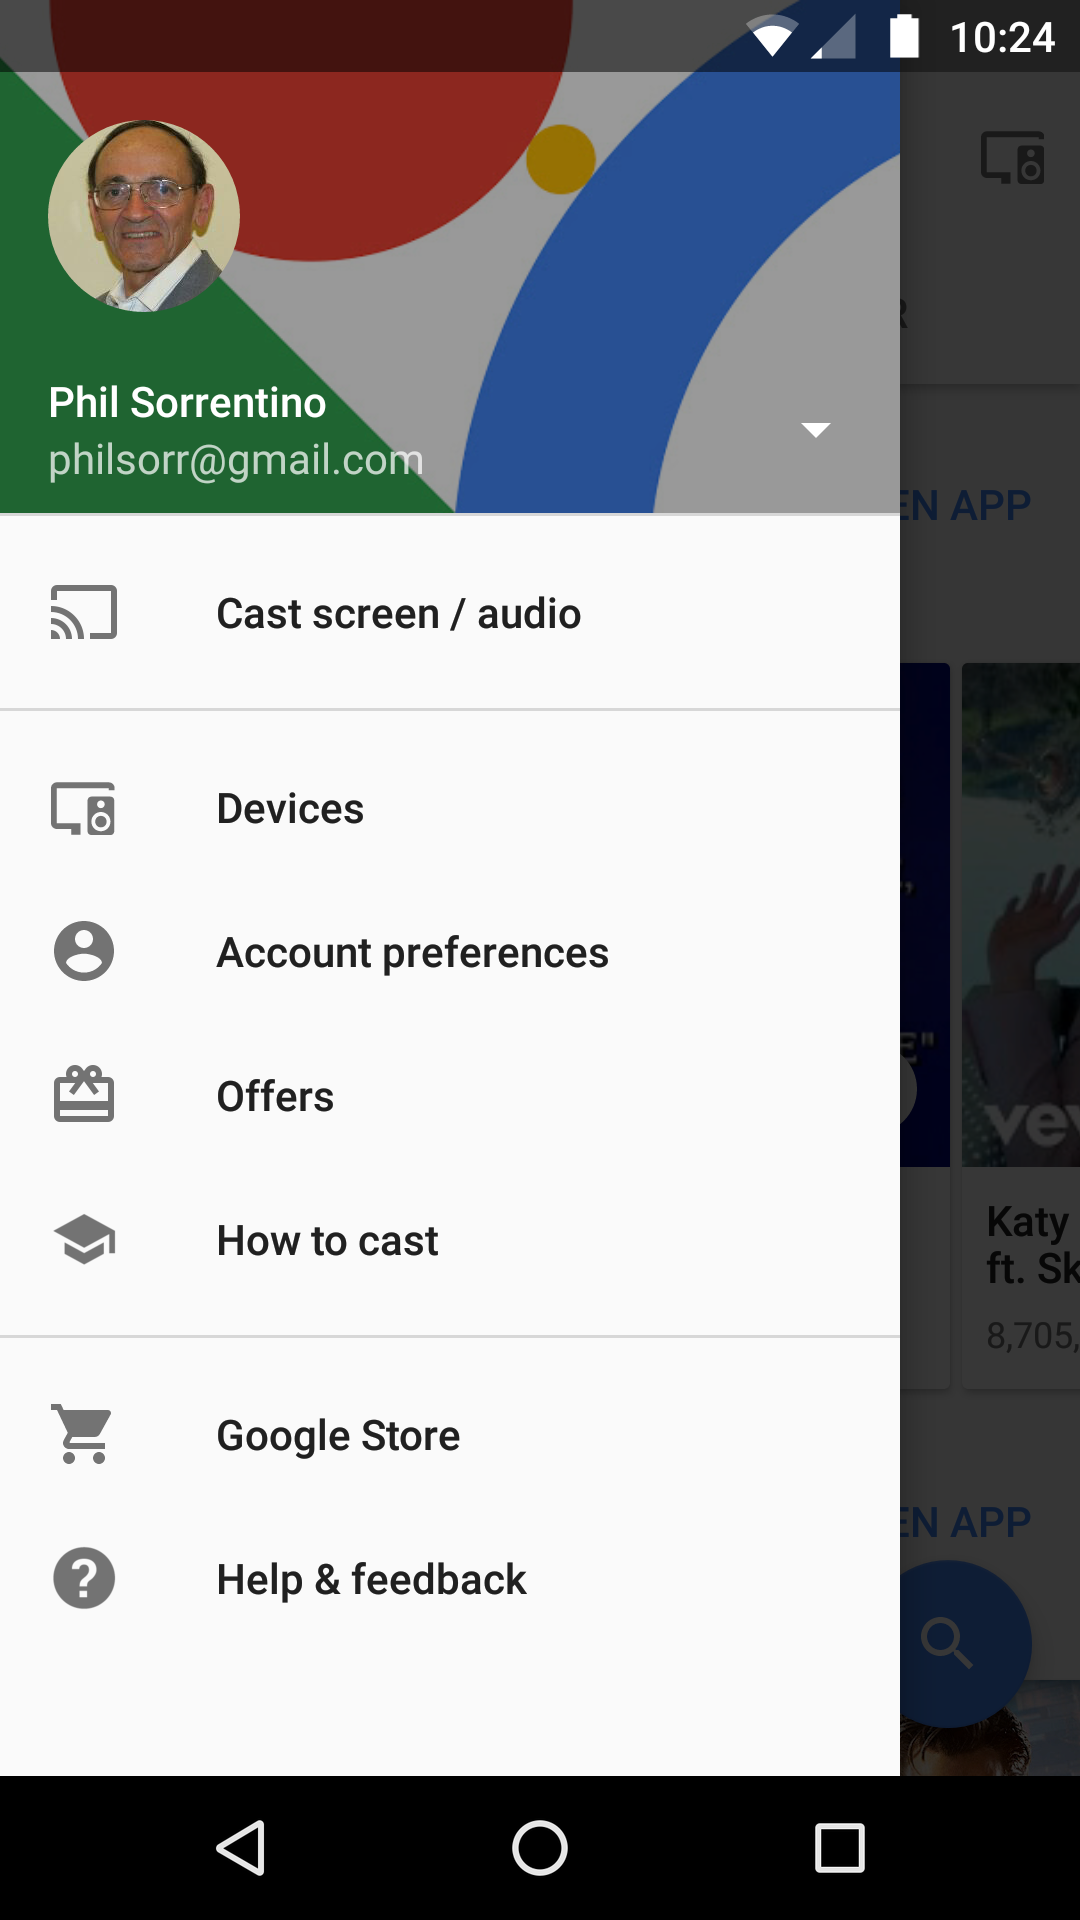 10:24
Phil Sorrentino
philsorr@gmail.com
EN APP
Cast screen / audio
Devices
Account preferences
E"
Offers
vev
How to cast
Katy
ft. Sk
8,705,
Google Store
EN APP
Help & feedback